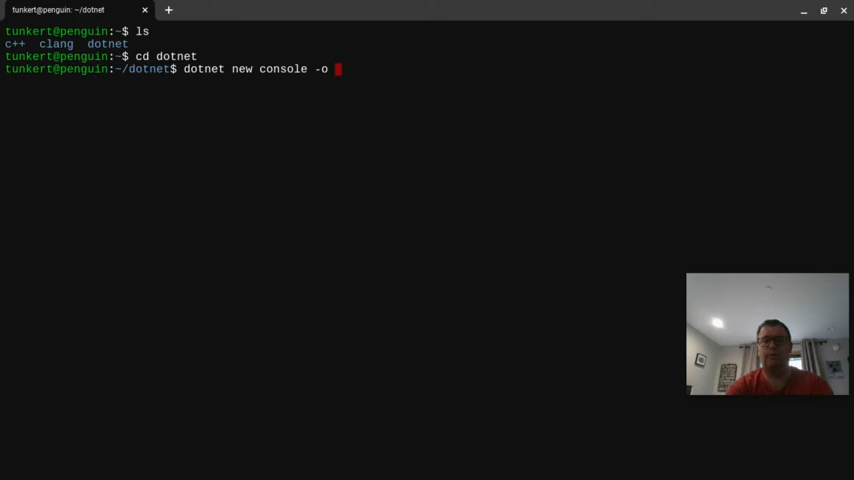 tunkert@penguin: ~/dotnet
tunkert@penguin:~$ ls
c++ clang dotnet
tunkert@penguin:~$ cd dotnet
tunkert@penguin:~/dotnet$ dotnet new console -o